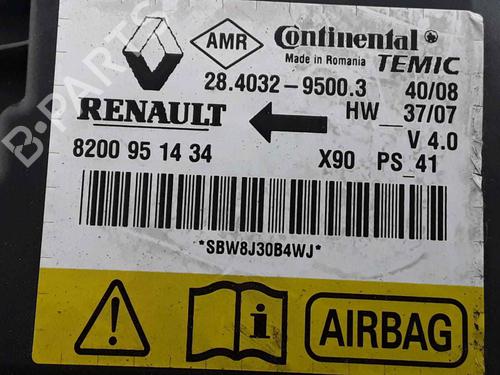 AMR Continental
Made in Romania TEMIC
28.4032-9500.3 40/08
RENAULT HW_37/07
V 4.0
8200 95 14 34 X90 PS_41
*SBW8J30B4WJ*
AIRBAG
B-PARTS